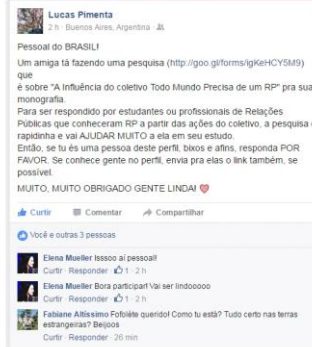 Lucas Pimenta
2 h · Buenos Aires, Argentina ·
Pessoal do BRASIL!
Um amiga tá fazendo uma pesquisa (http://goo.gl/forms/igKeHCY5M9)
que
é sobre "A Influência do coletivo Todo Mundo Precisa de um RP" pra sua
monografia.
Para ser respondido por estudantes ou profissionais de Relações
Públicas que conheceram RP a partir das ações do coletivo, a pesquisa
rapidinha e vai AJUDAR MUITO a ela em seu estudo.
Então, se tu és uma pessoa deste perfil, bixos e afins, responda POR
FAVOR. Se conhece gente no perfil, envia pra elas o link também, se
possível.
MUITO, MUITO OBRIGADO GENTE LINDA! ❤
Curtir Comentar Compartilhar
Você e outras 3 pessoas
Elena Mueller Isssoo aí pessoal!
Curtir · Responder · 1 · 2 h
Elena Mueller Bora participar! Vai ser lindooooo
Curtir · Responder · 1 · 2 h
Fabiane Altíssimo Fofoléte querido! Como tu está? Tudo certo nas terras
estrangeiras? Beijoos
Curtir · Responder · 26 min